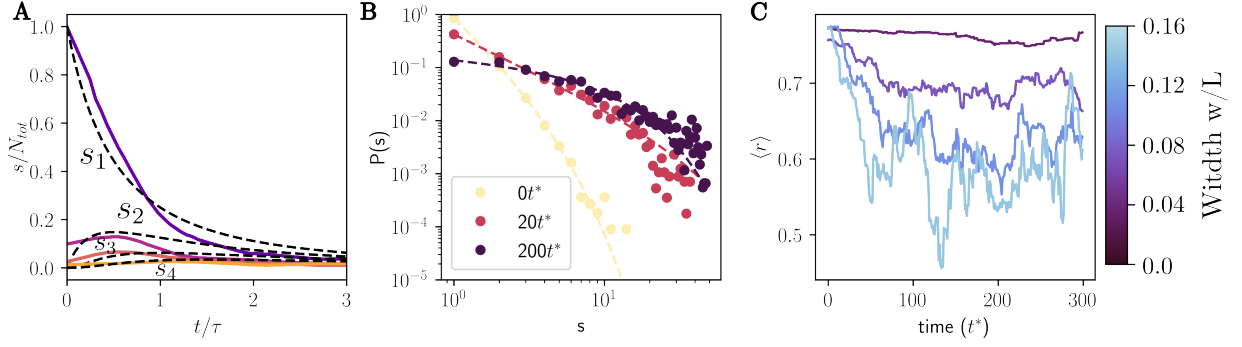 A
s/N_tot
1.0
0.8
0.6
0.4
0.2
0.0
s_1
s_2
s_3
s_4
0 1 2 3
t/τ
B
P(s)
10^0
10^-1
10^-2
10^-3
10^-4
10^-5
0t*
20t*
200t*
10^0 10^1
s
C
⟨r⟩
0.7
0.6
0.5
0 100 200 300
time (t*)
0.16
0.12
0.08
0.04
0.0
Witdth w/L